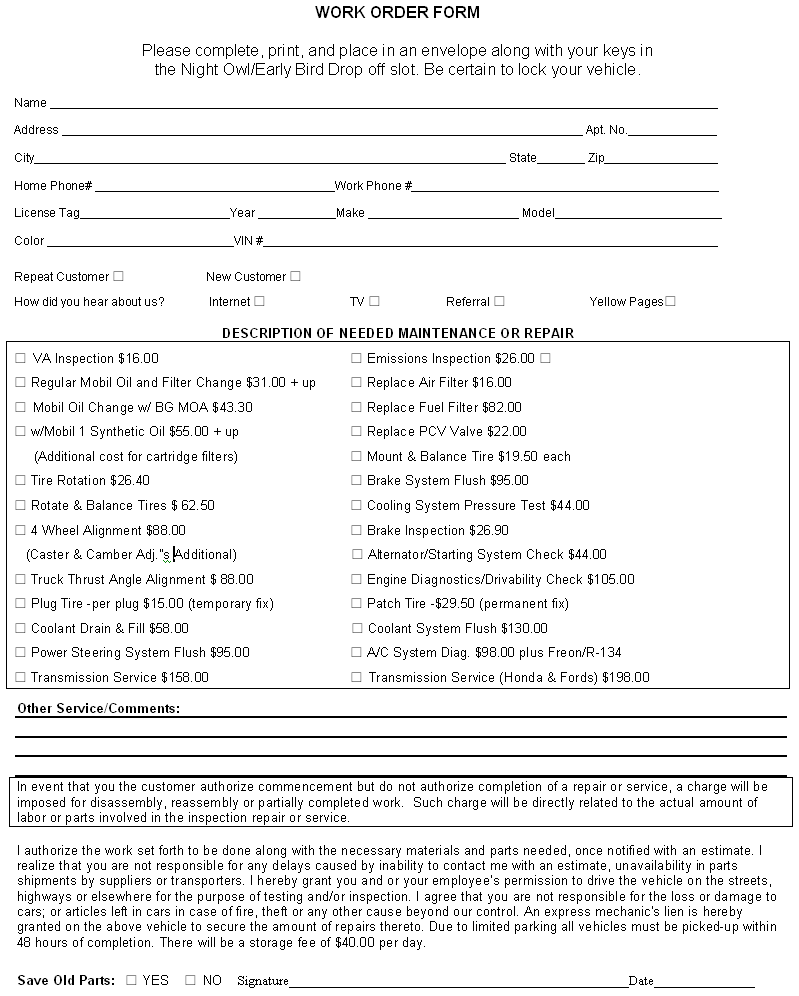 WORK ORDER FORM
Please complete, print, and place in an envelope along with your keys in
the Night Owl/Early Bird Drop off slot. Be certain to lock your vehicle.
Name
Address Apt. No.
City State Zip
Home Phone# Work Phone #
License Tag Year Make Model
Color VIN #
Repeat Customer ☐ New Customer ☐
How did you hear about us? Internet ☐ TV ☐ Referral ☐ Yellow Pages☐
DESCRIPTION OF NEEDED MAINTENANCE OR REPAIR
☐ VA Inspection $16.00 ☐ Emissions Inspection $26.00 ☐
☐ Regular Mobil Oil and Filter Change $31.00 + up ☐ Replace Air Filter $16.00
☐ Mobil Oil Change w/ BG MOA $43.30 ☐ Replace Fuel Filter $82.00
☐ w/Mobil 1 Synthetic Oil $55.00 + up ☐ Replace PCV Valve $22.00
(Additional cost for cartridge filters) ☐ Mount & Balance Tire $19.50 each
☐ Tire Rotation $26.40 ☐ Brake System Flush $95.00
☐ Rotate & Balance Tires $ 62.50 ☐ Cooling System Pressure Test $44.00
☐ 4 Wheel Alignment $88.00 ☐ Brake Inspection $26.90
(Caster & Camber Adj."s Additional) ☐ Alternator/Starting System Check $44.00
☐ Truck Thrust Angle Alignment $ 88.00 ☐ Engine Diagnostics/Drivability Check $105.00
☐ Plug Tire -per plug $15.00 (temporary fix) ☐ Patch Tire -$29.50 (permanent fix)
☐ Coolant Drain & Fill $58.00 ☐ Coolant System Flush $130.00
☐ Power Steering System Flush $95.00 ☐ A/C System Diag. $98.00 plus Freon/R-134
☐ Transmission Service $158.00 ☐ Transmission Service (Honda & Fords) $198.00
Other Service/Comments:
In event that you the customer authorize commencement but do not authorize completion of a repair or service, a charge will be
imposed for disassembly, reassembly or partially completed work. Such charge will be directly related to the actual amount of
labor or parts involved in the inspection repair or service.
I authorize the work set forth to be done along with the necessary materials and parts needed, once notified with an estimate. I
realize that you are not responsible for any delays caused by inability to contact me with an estimate, unavailability in parts
shipments by suppliers or transporters. I hereby grant you and or your employee's permission to drive the vehicle on the streets,
highways or elsewhere for the purpose of testing and/or inspection. I agree that you are not responsible for the loss or damage to
cars; or articles left in cars in case of fire, theft or any other cause beyond our control. An express mechanic's lien is hereby
granted on the above vehicle to secure the amount of repairs thereto. Due to limited parking all vehicles must be picked-up within
48 hours of completion. There will be a storage fee of $40.00 per day.
Save Old Parts: ☐ YES ☐ NO Signature Date